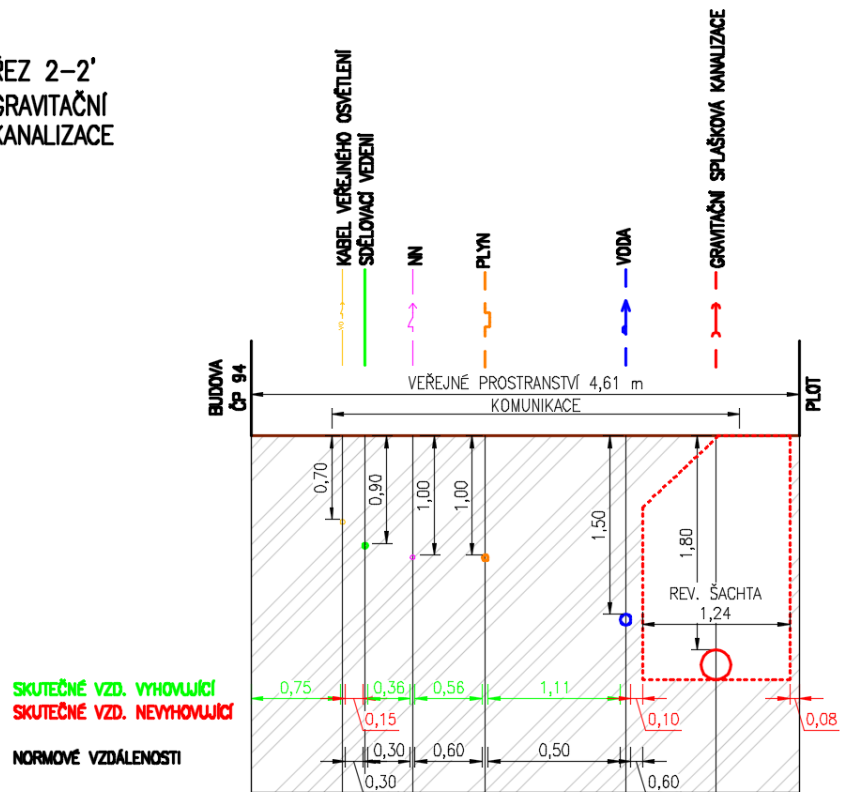 ŘEZ 2-2'
GRAVITAČNÍ
KANALIZACE
KABEL VEŘEJNÉHO OSVĚTLENÍ
SDĚLOVACÍ VEDENÍ
NN
PLYN
VODA
GRAVITAČNÍ SPLAŠKOVÁ KANALIZACE
BUDOVA
ČP 94
VEŘEJNÉ PROSTRANSTVÍ 4,61 m
KOMUNIKACE
PLOT
0,70
0,90
1,00
1,00
1,50
1,80
REV. ŠACHTA
1,24
SKUTEČNÉ VZD. VYHOVUJÍCÍ
0,75
0,36
0,56
1,11
SKUTEČNÉ VZD. NEVYHOVUJÍCÍ
0,15
0,10
0,08
NORMOVÉ VZDÁLENOSTI
0,30
0,60
0,50
0,30
0,60